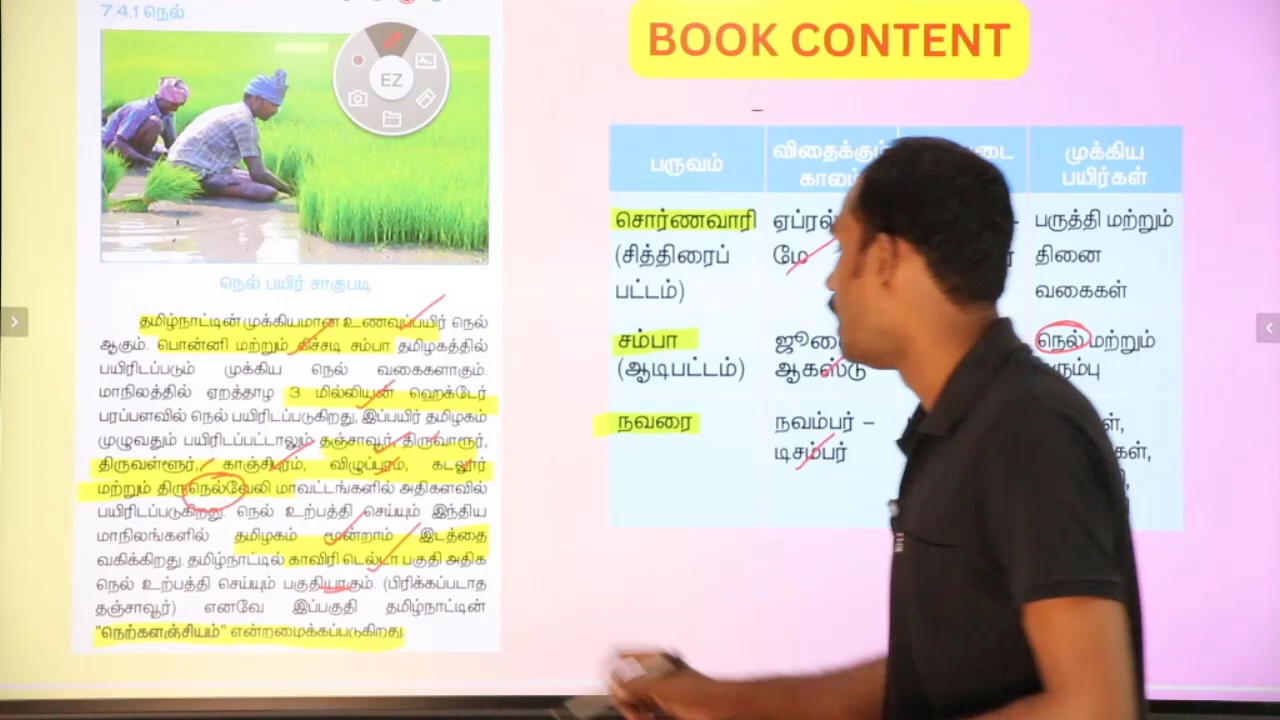 7.4.1 நெல்
EZ
BOOK CONTENT
நெல் பயிர் சாகுபடி
தமிழ்நாட்டின் முக்கியமான உணவுப்பயிர் நெல்
ஆகும். பொன்னி மற்றும் கிச்சடி சம்பா தமிழகத்தில்
பயிரிடப்படும் முக்கிய நெல் வகைகளாகும்.
மாநிலத்தில் ஏறத்தாழ 3 மில்லியன் ஹெக்டேர்
பரப்பளவில் நெல் பயிரிடப்படுகிறது, இப்பயிர் தமிழகம்
முழுவதும் பயிரிடப்பட்டாலும் தஞ்சாவூர், திருவாரூர்,
திருவள்ளூர், காஞ்சிபுரம், விழுப்புரம், கடலூர்
மற்றும் திருநெல்வேலி மாவட்டங்களில் அதிகளவில்
பயிரிடப்படுகிறது. நெல் உற்பத்தி செய்யும் இந்திய
மாநிலங்களில் தமிழகம் மூன்றாம் இடத்தை
வகிக்கிறது. தமிழ்நாட்டில் காவிரி டெல்டா பகுதி அதிக
நெல் உற்பத்தி செய்யும் பகுதியாகும். (பிரிக்கப்படாத
தஞ்சாவூர்) எனவே இப்பகுதி தமிழ்நாட்டின்
"நெற்களஞ்சியம்" என்றழைக்கப்படுகிறது.
பருவம் விதைக்கும் முக்கிய
பயிர்கள்
சொர்ணவாரி ஏப்ரல் பருத்தி மற்றும்
(சித்திரைப் மே தினை
பட்டம்) வகைகள்
சம்பா நெல் மற்றும்
(ஆடிபட்டம்)
நவரை நவம்பர் –
டிசம்பர்